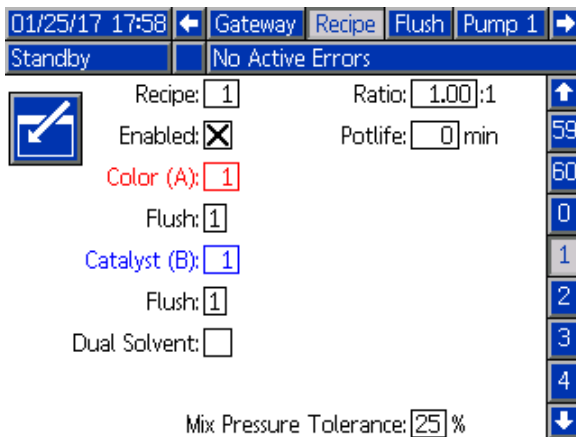 01/25/17 17:58 Gateway Recipe Flush Pump 1
Standby No Active Errors
Recipe: 1 Ratio: 1.00:1
Enabled: Potlife: 0 min 59
Color (A): 1 60
Flush: 1 0
Catalyst (B): 1 1
Flush: 1 2
Dual Solvent: 3
4
Mix Pressure Tolerance: 25 %